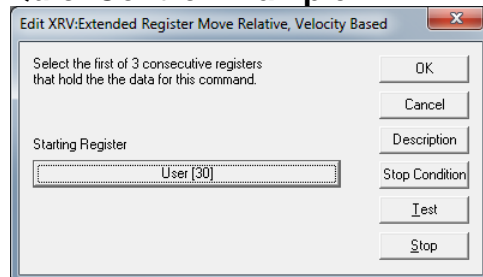 Edit XRV:Extended Register Move Relative, Velocity Based
Select the first of 3 consecutive registers
that hold the the data for this command.
OK
Cancel
Starting Register
Description
User [30]
Stop Condition
Test
Stop